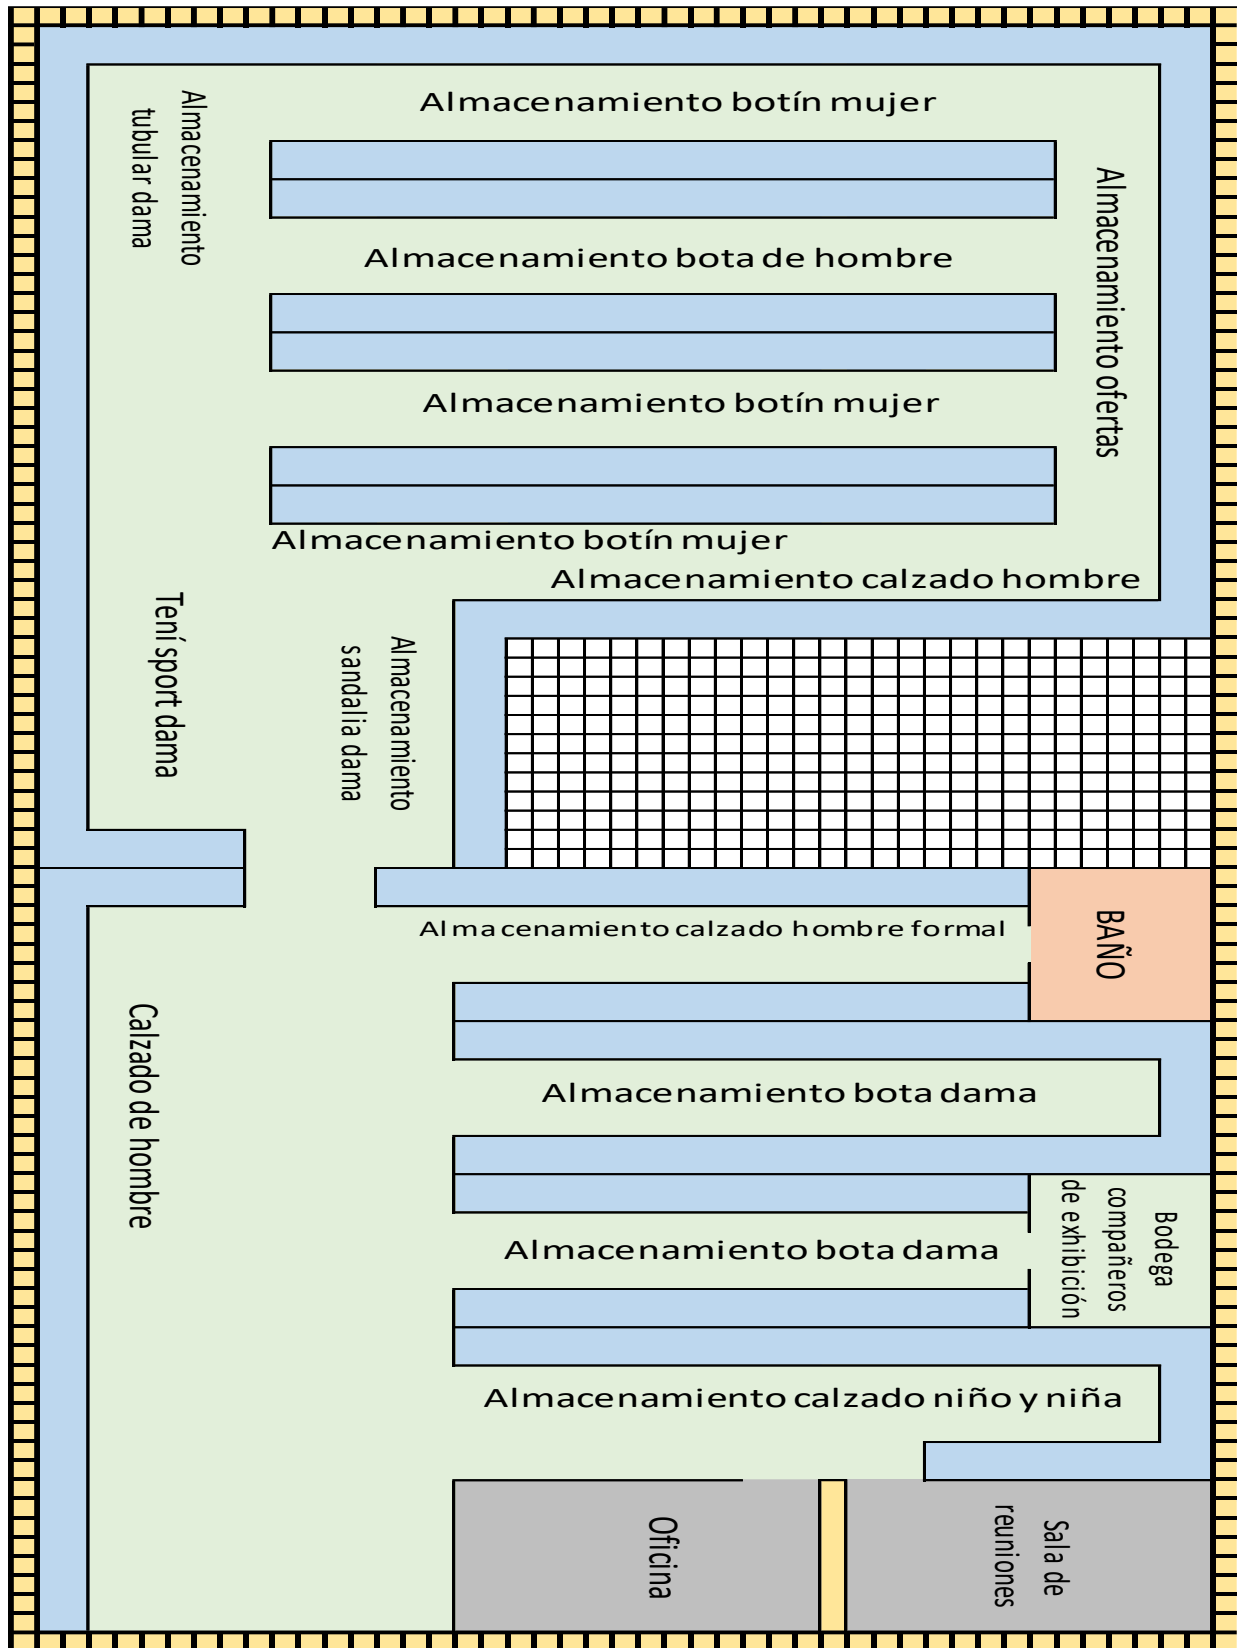 Almacenamiento botín mujer
Almacenamiento
tubular dama
Almacenamiento ofertas
Almacenamiento bota de hombre
Almacenamiento botín mujer
Almacenamiento botín mujer
Almacenamiento calzado hombre
Tení sport dama
Almacenamiento
sandalia dama
Almacenamiento calzado hombre formal
BAÑO
Calzado de hombre
Almacenamiento bota dama
Bodega
compañeros
de exhibición
Almacenamiento bota dama
Almacenamiento calzado niño y niña
Oficina
Sala de
reuniones